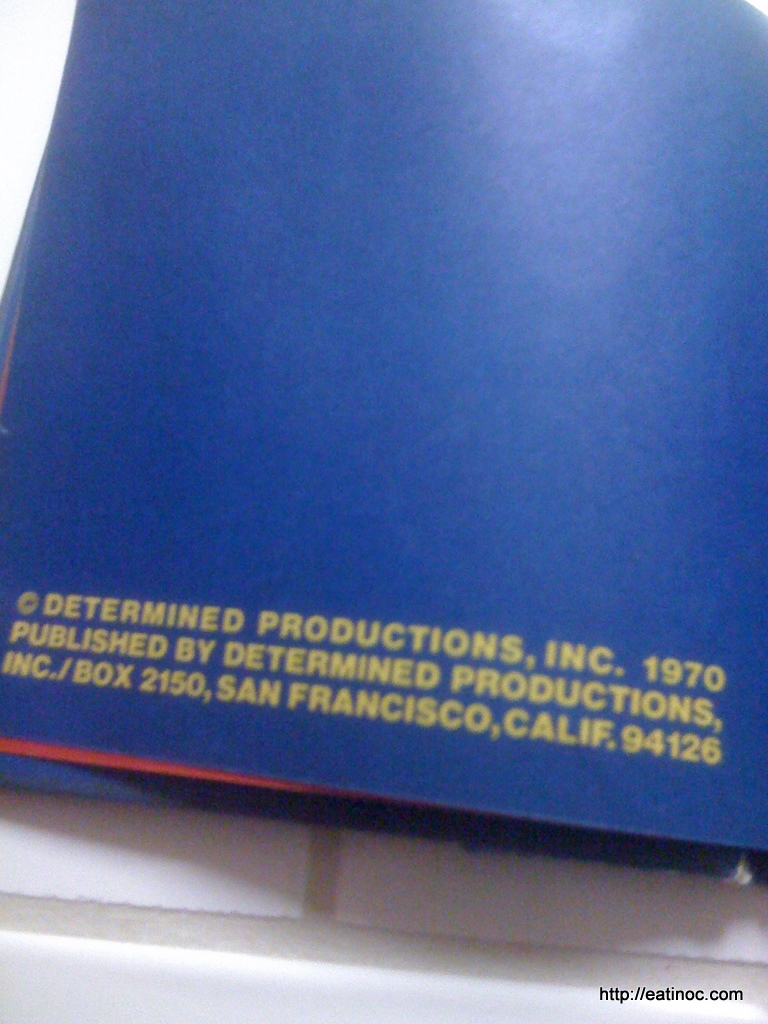 © DETERMINED PRODUCTIONS, INC. 1970
PUBLISHED BY DETERMINED PRODUCTIONS,
INC./BOX 2150, SAN FRANCISCO, CALIF. 94126
http://eatinoc.com